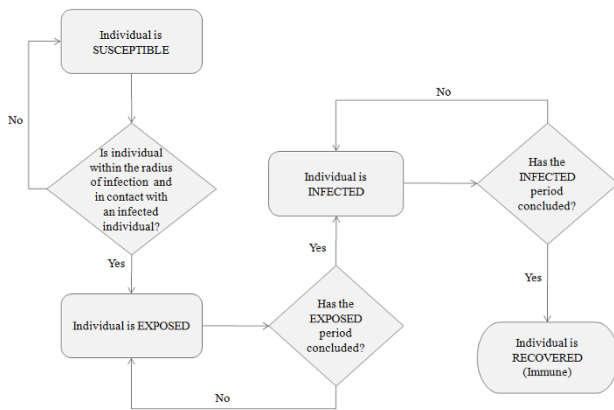 Individual is
SUSCEPTIBLE
No
Is individual
within the radius
of infection and
in contact with
an infected
individual?
Yes
Individual is EXPOSED
Has the
EXPOSED
period
concluded?
No
Yes
Individual is
INFECTED
No
Has the
INFECTED
period
concluded?
Yes
Individual is
RECOVERED
(Immune)